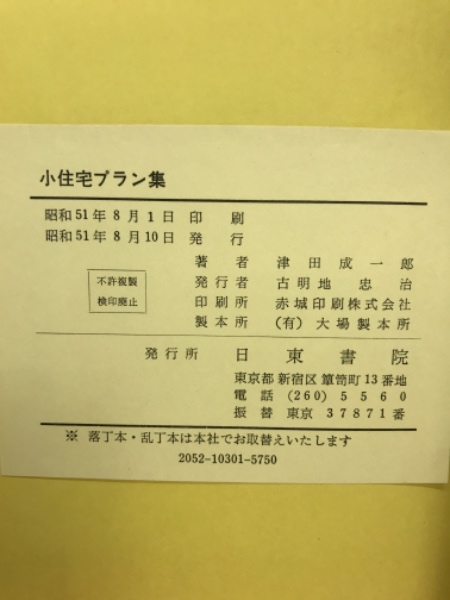 小住宅プラン集
昭和51年8月1日 印刷
昭和51年8月10日 発行
著者 津田成一郎
発行者 古明地忠治
印刷所 赤城印刷株式会社
製本所 (有)大場製本所
不許複製
検印廃止
発行所 日東書院
東京都新宿区簞笥町13番地
電話 (260) 5560
振替 東京 37871番
※ 落丁本・乱丁本は本社でお取替えいたします
2052-10301-5750